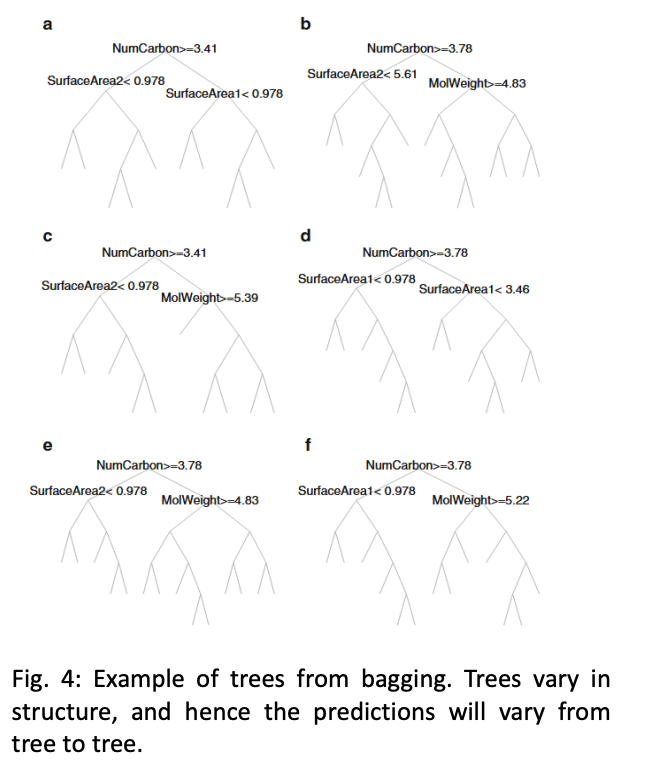 a
NumCarbon>=3.41
SurfaceArea2< 0.978
SurfaceArea1< 0.978
b
NumCarbon>=3.78
SurfaceArea2< 5.61
MolWeight>=4.83
c
NumCarbon>=3.41
SurfaceArea2< 0.978
MolWeight>=5.39
d
NumCarbon>=3.78
SurfaceArea1< 0.978
SurfaceArea1< 3.46
e
NumCarbon>=3.78
SurfaceArea2< 0.978
MolWeight>=4.83
f
NumCarbon>=3.78
SurfaceArea1< 0.978
MolWeight>=5.22
Fig. 4: Example of trees from bagging. Trees vary in
structure, and hence the predictions will vary from
tree to tree.